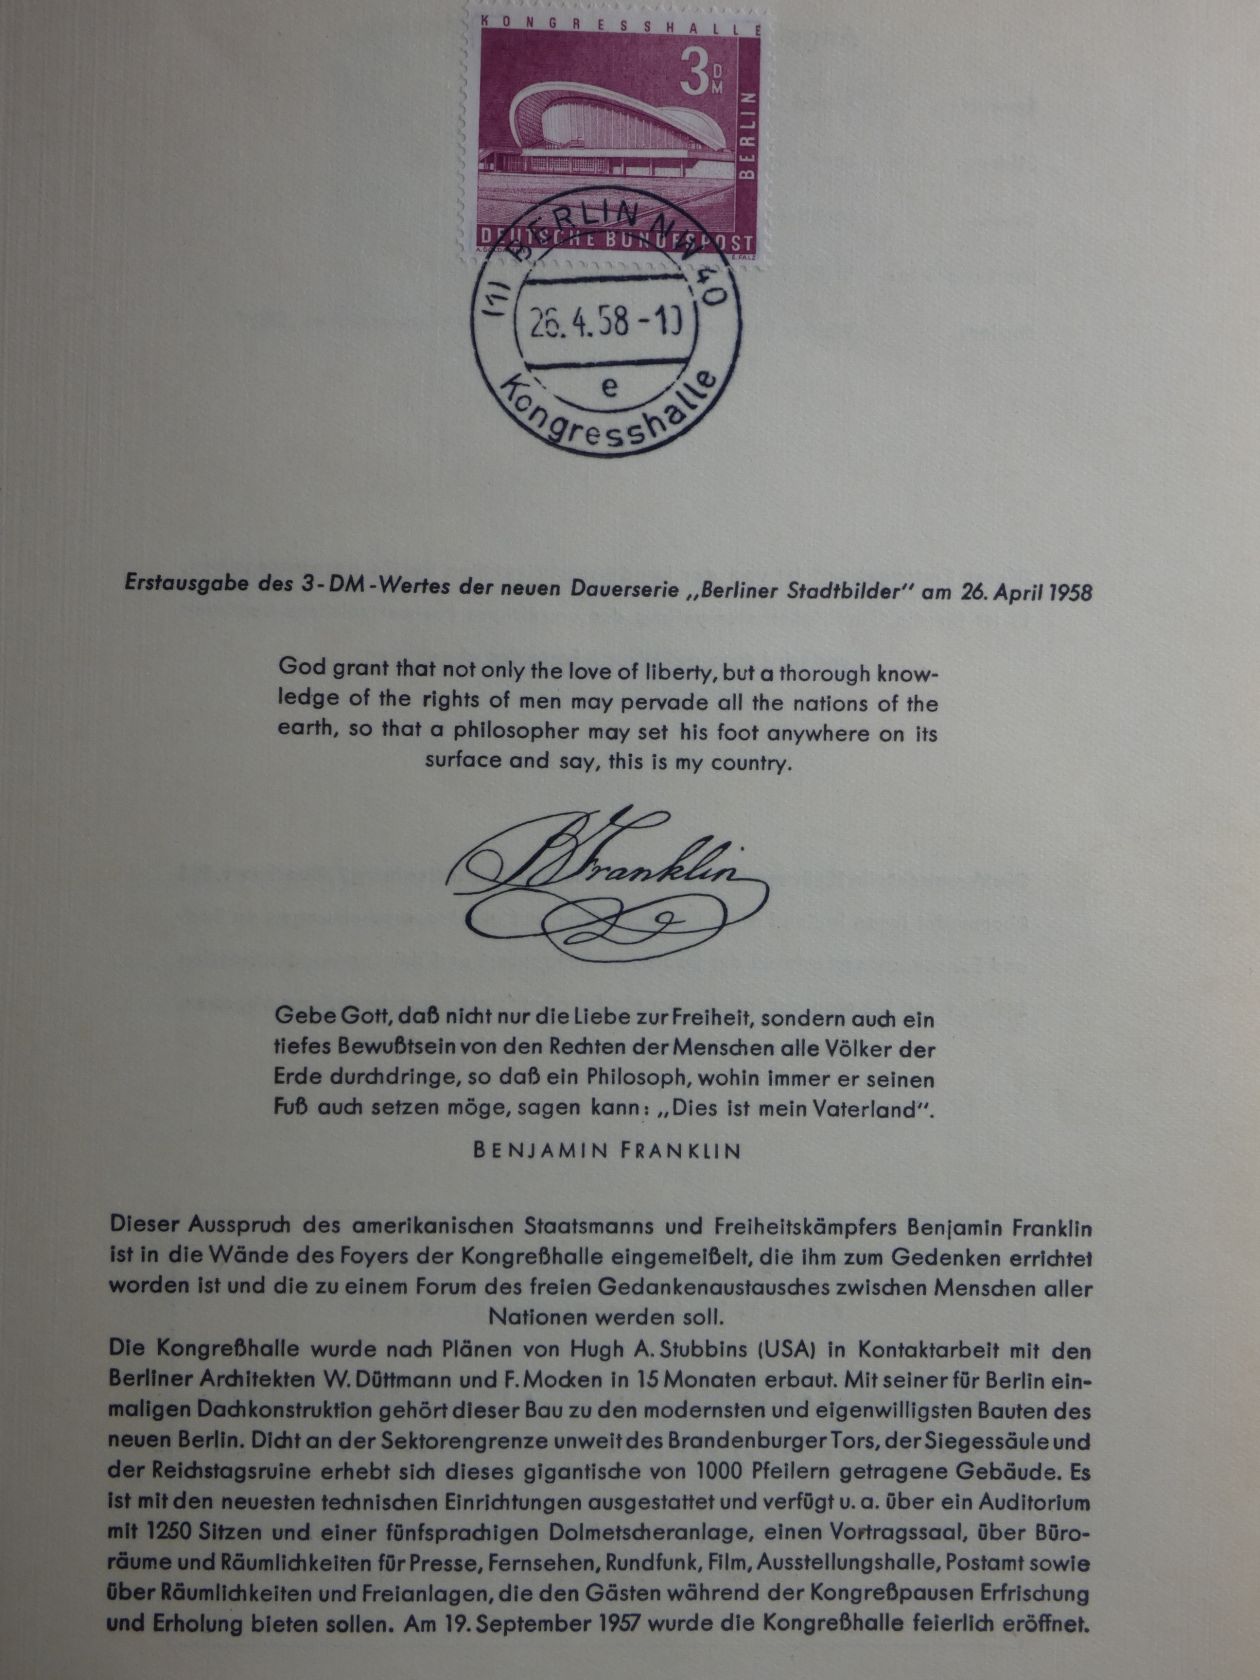 KONGRESSHALLE
3 DM
BERLIN
DEUTSCHE BUNDESPOST
E. FALZ
(1) BERLIN NW 40
26.4.58-10
e
Kongresshalle
Erstausgabe des 3-DM-Wertes der neuen Dauerserie „Berliner Stadtbilder" am 26. April 1958
God grant that not only the love of liberty, but a thorough know-
ledge of the rights of men may pervade all the nations of the
earth, so that a philosopher may set his foot anywhere on its
surface and say, this is my country.
B Franklin
Gebe Gott, daß nicht nur die Liebe zur Freiheit, sondern auch ein
tiefes Bewußtsein von den Rechten der Menschen alle Völker der
Erde durchdringe, so daß ein Philosoph, wohin immer er seinen
Fuß auch setzen möge, sagen kann: „Dies ist mein Vaterland".
BENJAMIN FRANKLIN
Dieser Ausspruch des amerikanischen Staatsmanns und Freiheitskämpfers Benjamin Franklin
ist in die Wände des Foyers der Kongreßhalle eingemeißelt, die ihm zum Gedenken errichtet
worden ist und die zu einem Forum des freien Gedankenaustausches zwischen Menschen aller
Nationen werden soll.
Die Kongreßhalle wurde nach Plänen von Hugh A. Stubbins (USA) in Kontaktarbeit mit den
Berliner Architekten W. Düttmann und F. Mocken in 15 Monaten erbaut. Mit seiner für Berlin ein-
maligen Dachkonstruktion gehört dieser Bau zu den modernsten und eigenwilligsten Bauten des
neuen Berlin. Dicht an der Sektorengrenze unweit des Brandenburger Tors, der Siegessäule und
der Reichstagsruine erhebt sich dieses gigantische von 1000 Pfeilern getragene Gebäude. Es
ist mit den neuesten technischen Einrichtungen ausgestattet und verfügt u. a. über ein Auditorium
mit 1250 Sitzen und einer fünfsprachigen Dolmetscheranlage, einen Vortragssaal, über Büro-
räume und Räumlichkeiten für Presse, Fernsehen, Rundfunk, Film, Ausstellungshalle, Postamt sowie
über Räumlichkeiten und Freianlagen, die den Gästen während der Kongreßpausen Erfrischung
und Erholung bieten sollen. Am 19. September 1957 wurde die Kongreßhalle feierlich eröffnet.